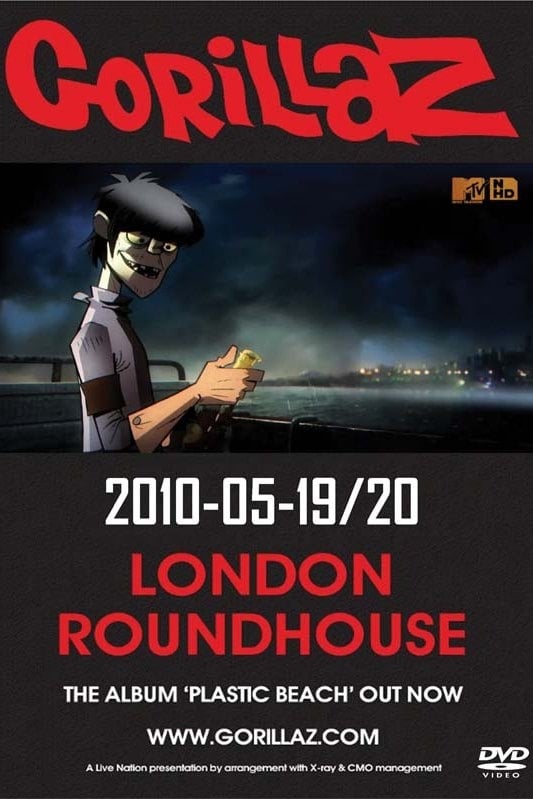 GORILLAZ
MTV N HD
2010-05-19/20
LONDON
ROUNDHOUSE
THE ALBUM ‘PLASTIC BEACH’ OUT NOW
WWW.GORILLAZ.COM
A Live Nation presentation by arrangement with X-ray & CMO management
DVD
VIDEO